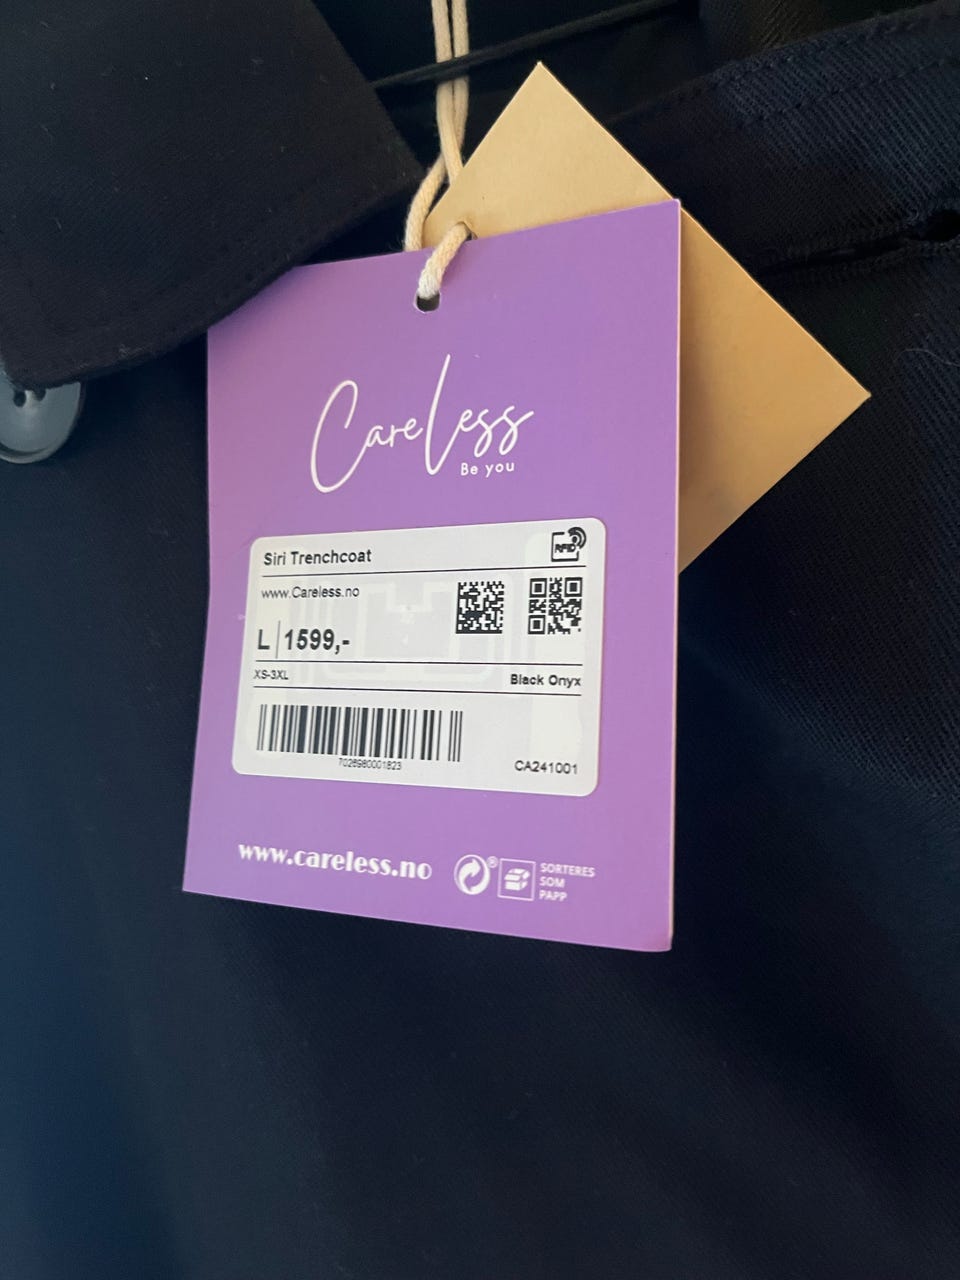 Careless
Be you
Siri Trenchcoat
RFID
www.Careless.no
L 1599,-
XS-3XL Black Onyx
7026980001823
CA241001
www.careless.no
®
SORTERES
SOM
PAPP